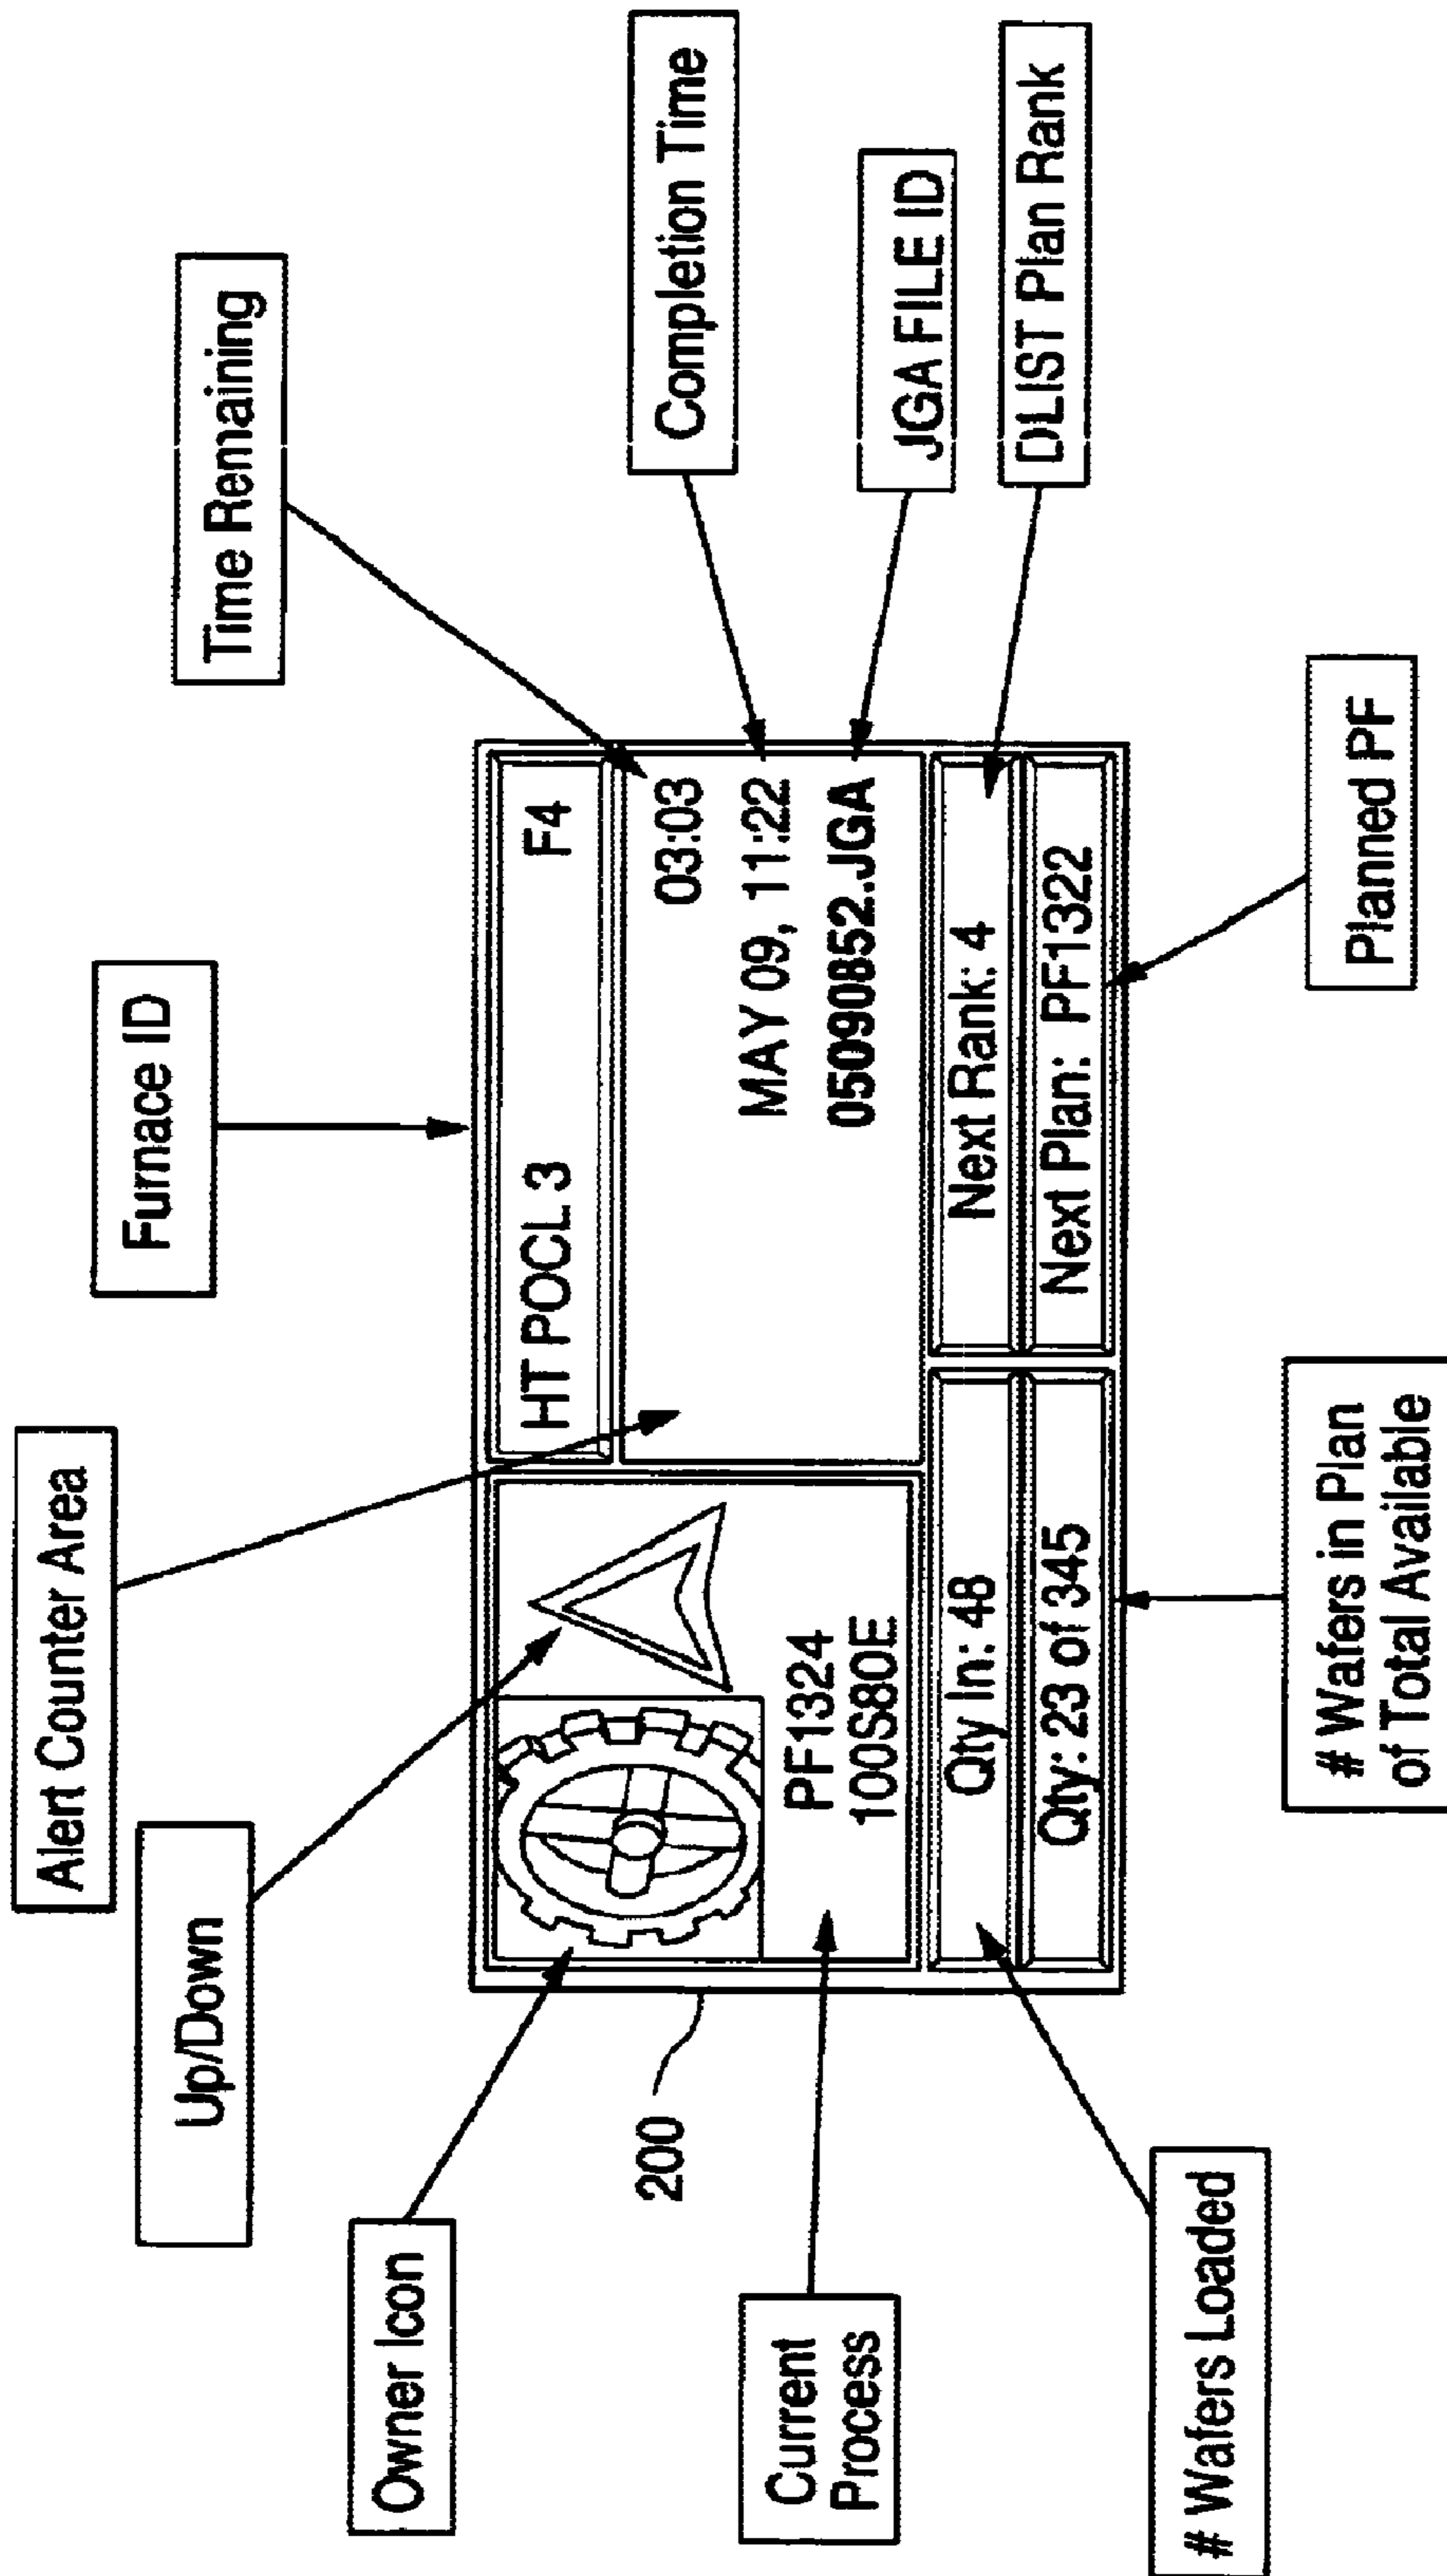 Alert Counter Area
Furnace ID
Up/Down
Time Remaining
Owner Icon
Completion Time
HT POCL 3
F4
03:03
200
MAY 09, 11:22
JGA FILE ID
Current
Process
PF1324
100S80E
05090852.JGA
DLIST Plan Rank
Qty In: 48
Next Rank: 4
Qty: 23 of 345
Next Plan: PF1322
# Wafers Loaded
# Wafers in Plan
of Total Available
Planned PF